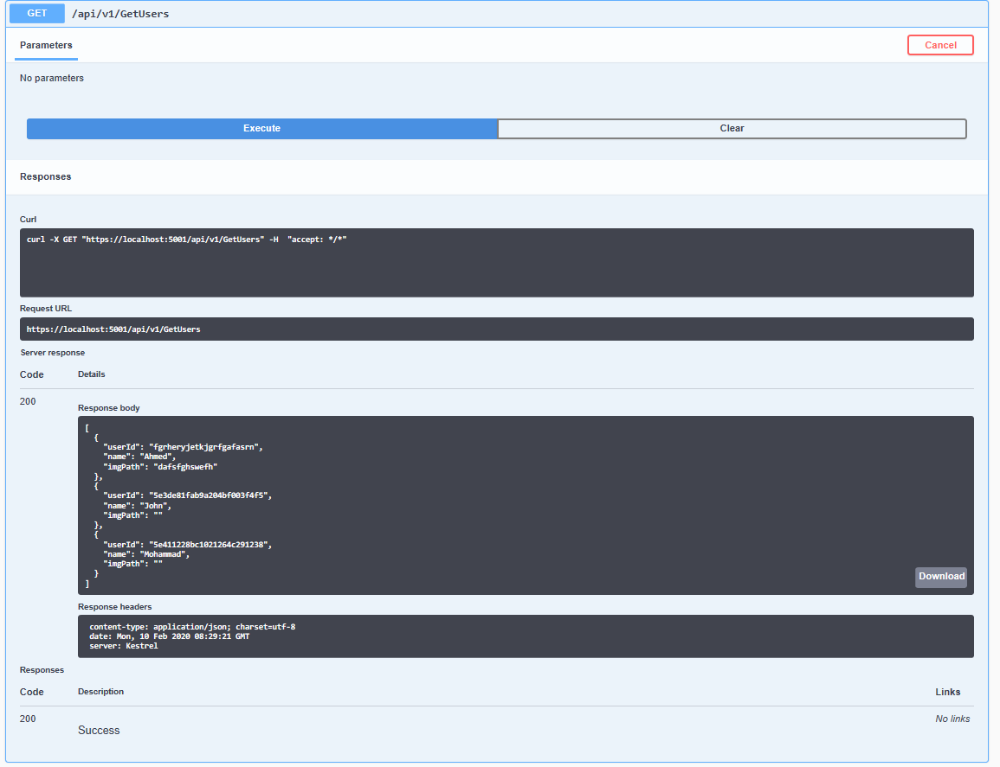 GET /api/v1/GetUsers
Parameters
Cancel
No parameters
Execute
Clear
Responses
Curl
curl -X GET "https://localhost:5001/api/v1/GetUsers" -H  "accept: */*"
Request URL
https://localhost:5001/api/v1/GetUsers
Server response
Code Details
200
Response body
[
  {
    "userId": "fgrheryjetkjgrfgafasrn",
    "name": "Ahmed",
    "imgPath": "dafsfghswefh"
  },
  {
    "userId": "5e3de81fab9a204bf003f4f5",
    "name": "John",
    "imgPath": ""
  },
  {
    "userId": "5e411228bc1021264c291238",
    "name": "Mohammad",
    "imgPath": ""
  }
]
Download
Response headers
content-type: application/json; charset=utf-8
date: Mon, 10 Feb 2020 08:29:21 GMT
server: Kestrel
Responses
Code Description Links
200 Success No links